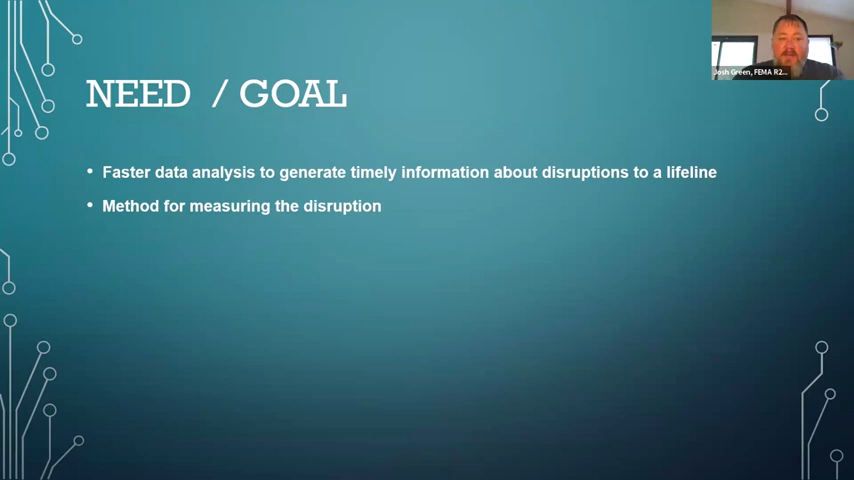 NEED / GOAL
• Faster data analysis to generate timely information about disruptions to a lifeline
• Method for measuring the disruption
Josh Green, FEMA R2...